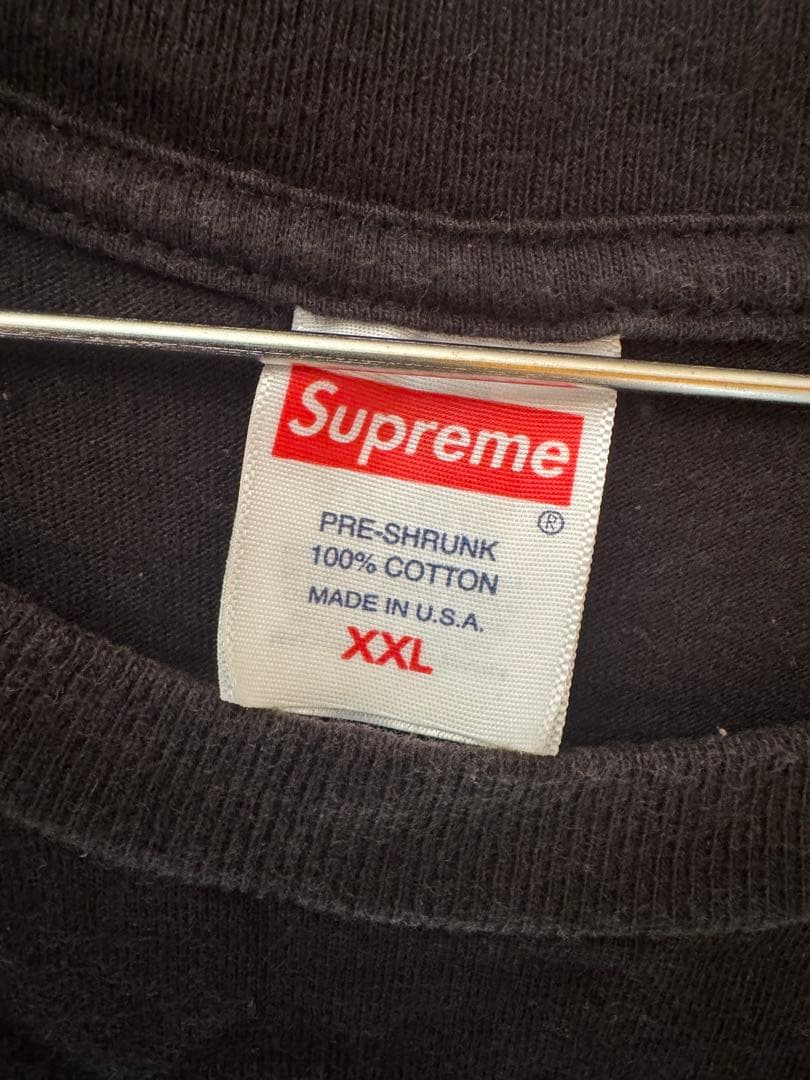 Supreme
®
PRE-SHRUNK
100% COTTON
MADE IN U.S.A.
XXL